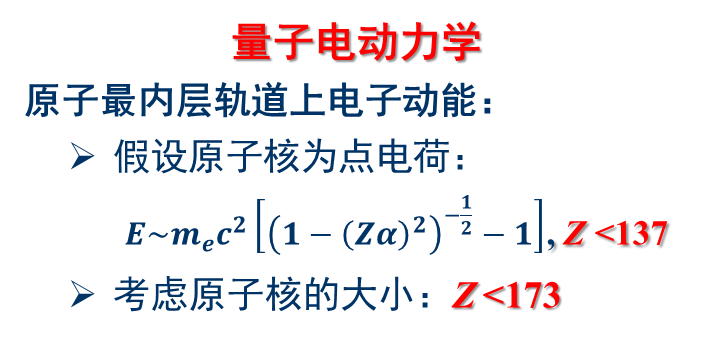 量子电动力学
原子最内层轨道上电子动能：
➢ 假设原子核为点电荷：
E~mₑc²[(1 − (Zα)²)^(−1/2) − 1], Z <137
➢ 考虑原子核的大小：Z <173